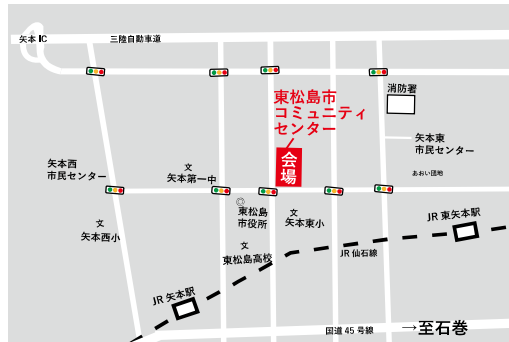 矢本 IC
三陸自動車道
消防署
東松島市
コミュニティ
センター
会場
矢本東
市民センター
あおい団地
矢本西
市民センター
文
矢本第一中
◎
東松島
市役所
文
矢本東小
文
矢本西小
文
東松島高校
JR 東矢本駅
JR 仙石線
JR 矢本駅
国道 45 号線
→至石巻